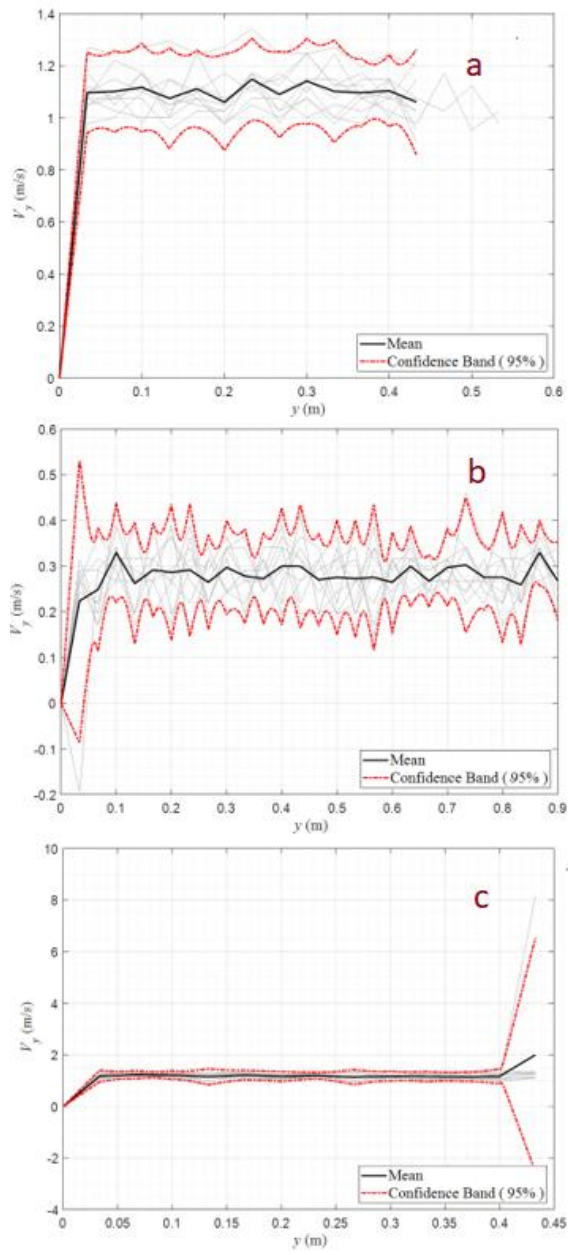 a
1.4
1.2
1
0.8
0.6
0.4
0.2
0
V_y (m/s)
Mean
Confidence Band ( 95% )
0 0.1 0.2 0.3 0.4 0.5 0.6
y (m)
b
0.6
0.5
0.4
0.3
0.2
0.1
0
-0.1
-0.2
V_y (m/s)
Mean
Confidence Band ( 95% )
0 0.1 0.2 0.3 0.4 0.5 0.6 0.7 0.8 0.9
y (m)
c
10
8
6
4
2
0
-2
-4
V_y (m/s)
Mean
Confidence Band ( 95% )
0 0.05 0.1 0.15 0.2 0.25 0.3 0.35 0.4 0.45
y (m)